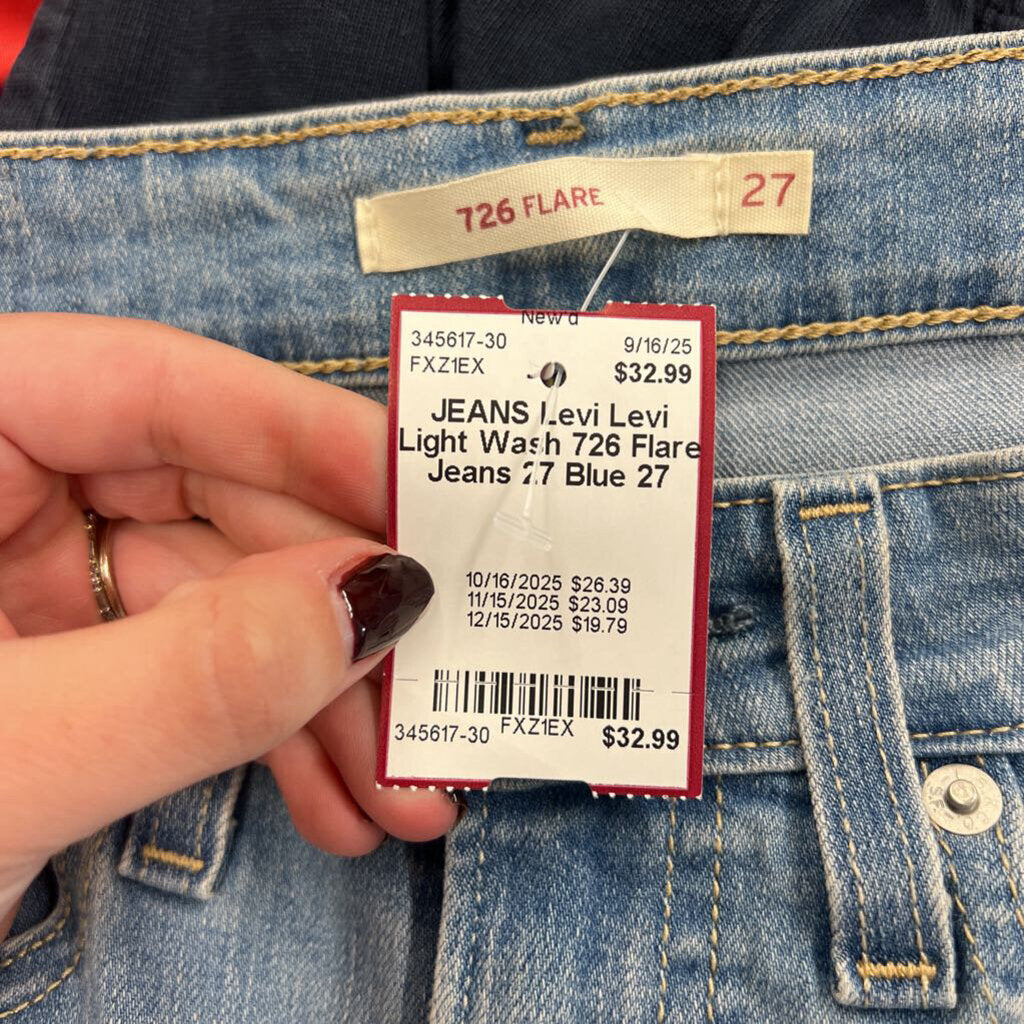 726 FLARE 27
New'd
345617-30 9/16/25
FXZ1EX $32.99
JEANS Levi Levi
Light Wash 726 Flare
Jeans 27 Blue 27
10/16/2025 $26.39
11/15/2025 $23.09
12/15/2025 $19.79
345617-30 FXZ1EX $32.99